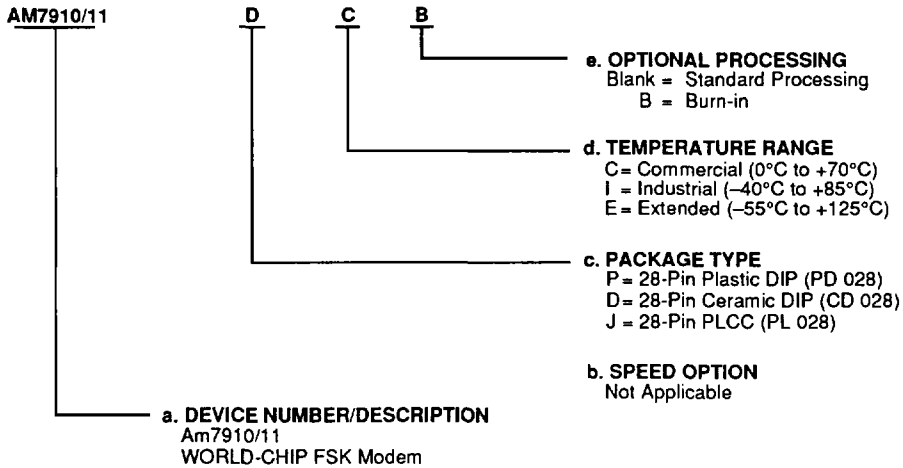 AM7910/11 D C B
e. OPTIONAL PROCESSING
Blank = Standard Processing
B = Burn-in
d. TEMPERATURE RANGE
C= Commercial (0°C to +70°C)
I = Industrial (–40°C to +85°C)
E= Extended (–55°C to +125°C)
c. PACKAGE TYPE
P= 28-Pin Plastic DIP (PD 028)
D= 28-Pin Ceramic DIP (CD 028)
J = 28-Pin PLCC (PL 028)
b. SPEED OPTION
Not Applicable
a. DEVICE NUMBER/DESCRIPTION
Am7910/11
WORLD-CHIP FSK Modem